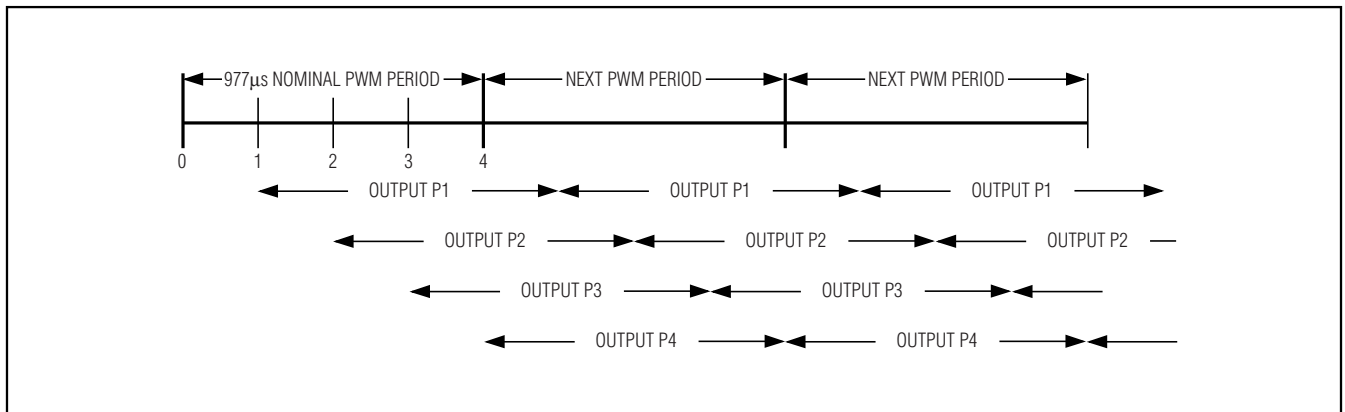 977μs NOMINAL PWM PERIOD NEXT PWM PERIOD NEXT PWM PERIOD
0 1 2 3 4
OUTPUT P1 OUTPUT P1 OUTPUT P1
OUTPUT P2 OUTPUT P2 OUTPUT P2
OUTPUT P3 OUTPUT P3
OUTPUT P4 OUTPUT P4